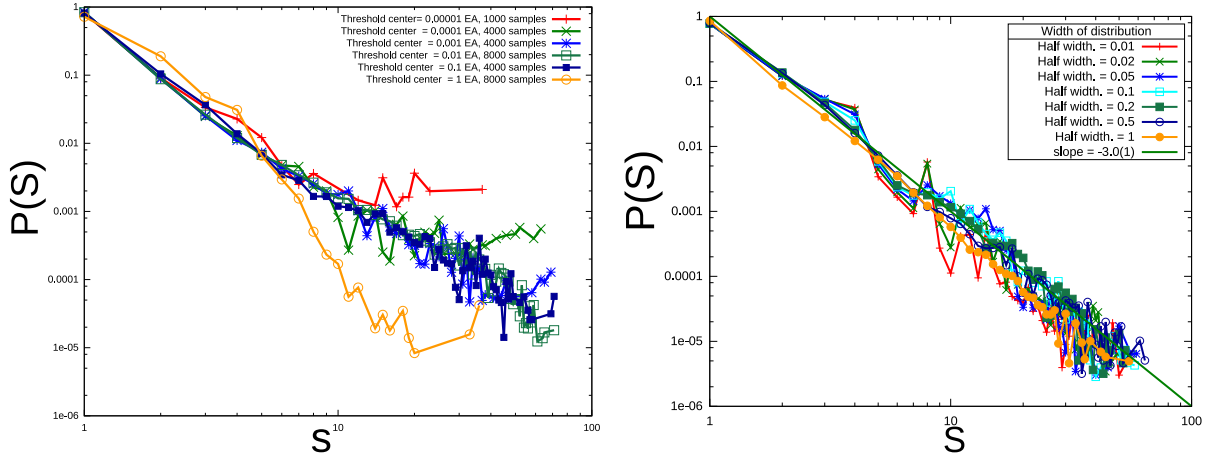 Threshold center= 0,00001 EA, 1000 samples
Threshold center = 0,0001 EA, 4000 samples
Threshold center = 0,001 EA, 4000 samples
Threshold center = 0.01 EA, 8000 samples
Threshold center = 0.1 EA, 4000 samples
Threshold center = 1 EA, 8000 samples
1
0.1
0.01
0.001
0.0001
1e-05
1e-06
P(S)
1
10
100
S
Width of distribution
Half width. = 0.01
Half width. = 0.02
Half width. = 0.05
Half width. = 0.1
Half width. = 0.2
Half width. = 0.5
Half width. = 1
slope = -3.0(1)
1
0.1
0.01
0.001
0.0001
1e-05
1e-06
P(S)
1
10
100
S